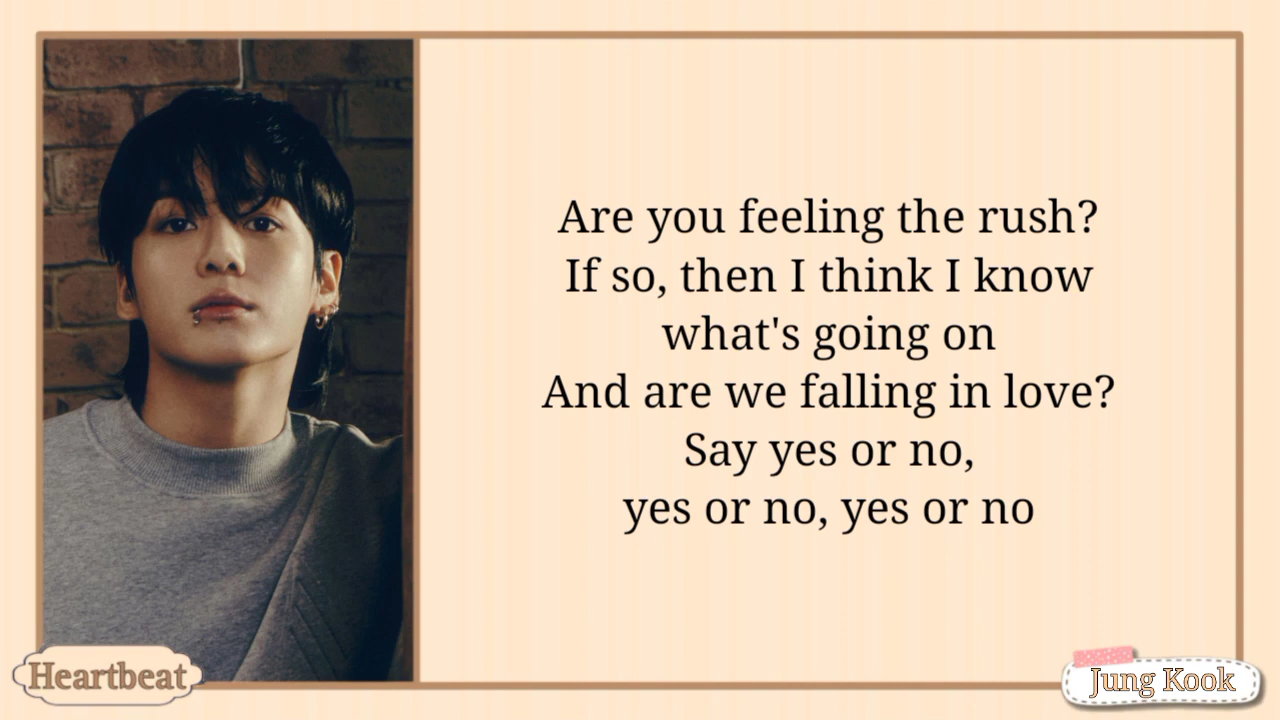 Are you feeling the rush?
If so, then I think I know
what's going on
And are we falling in love?
Say yes or no,
yes or no, yes or no
Heartbeat
Jung Kook